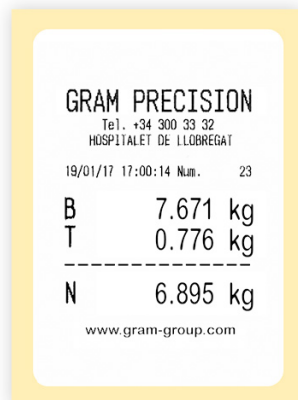 GRAM PRECISION
Tel. +34 300 33 32
HOSPITALET DE LLOBREGAT
19/01/17 17:00:14 Num. 23
B 7.671 kg
T 0.776 kg
--------------
N 6.895 kg
www.gram-group.com